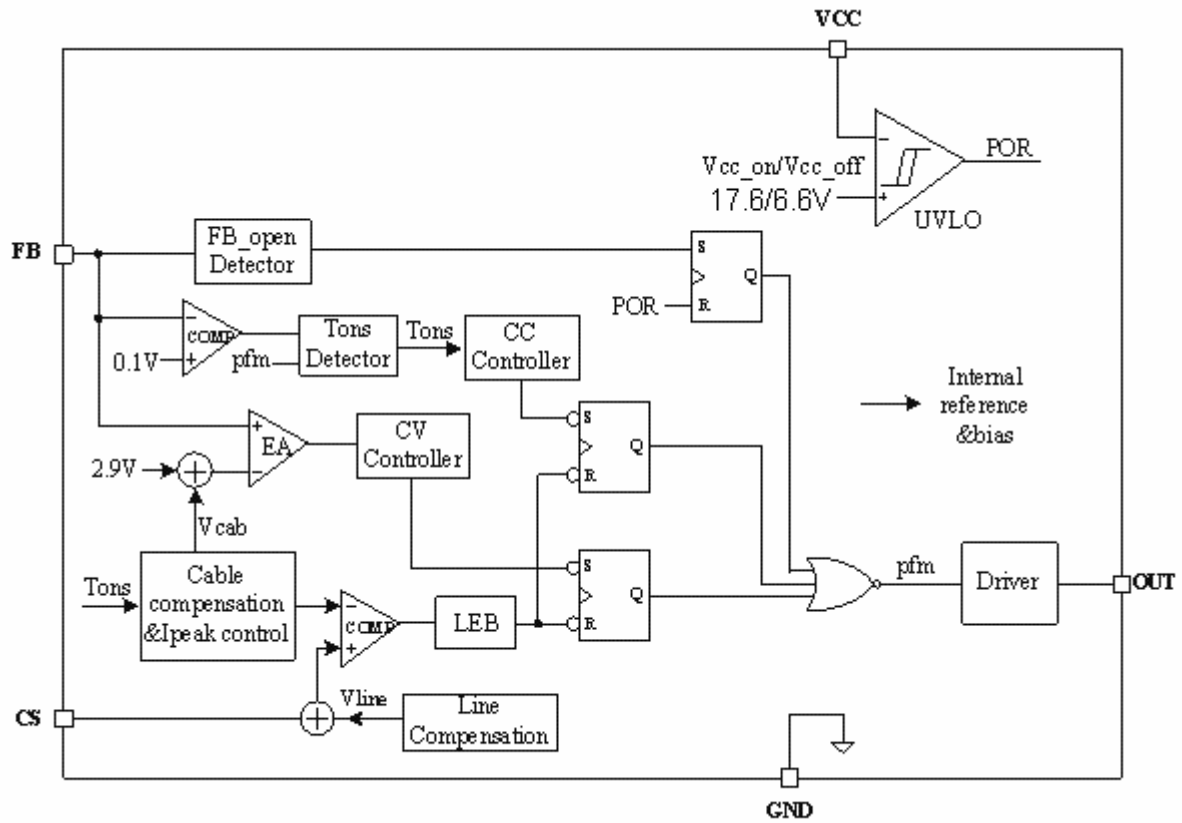 VCC
POR
Vcc_on/Vcc_off
17.6/6.6V
UVLO
-
+
FB
FB_open
Detector
S
Q
R
POR
-
COMP
+
0.1V
pfm
Tons
Detector
Tons
CC
Controller
Internal
reference
&bias
S
Q
R
+
EA
-
CV
Controller
2.9V
+
Vcab
Tons
Cable
compensation
&Ipeak control
-
COMP
+
LEB
S
Q
R
pfm
Driver
OUT
CS
+
Vline
Line
Compensation
GND